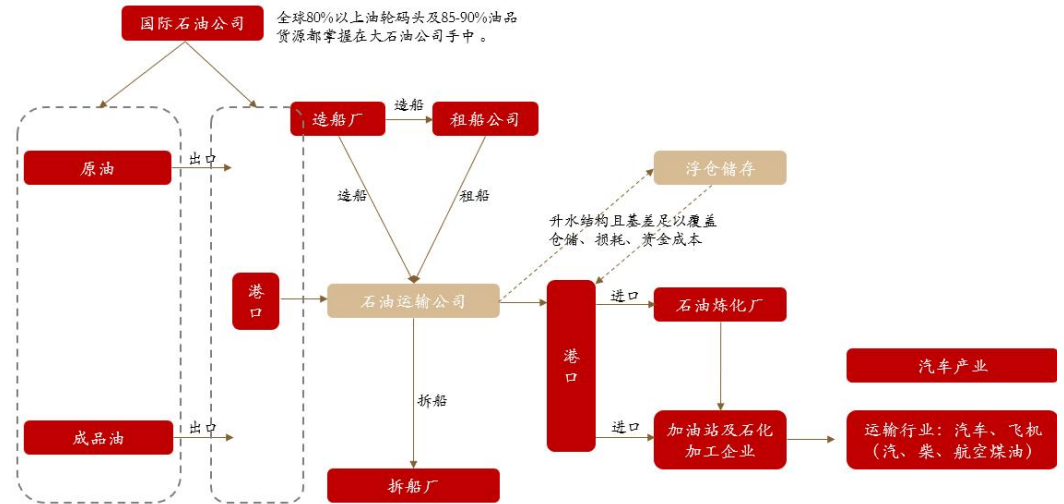 国际石油公司
全球80%以上油轮码头及85-90%油品
货源都掌握在大石油公司手中 。
造船厂
造船
租船公司
原油
出口
造船
租船
浮仓储存
升水结构且基差足以覆盖
仓储、损耗、资金成本
港
口
石油运输公司
港
口
进口
石油炼化厂
汽车产业
拆船
成品油
出口
进口
加油站及石化
加工企业
运输行业：汽车、飞机
（汽、柴、航空煤油）
拆船厂